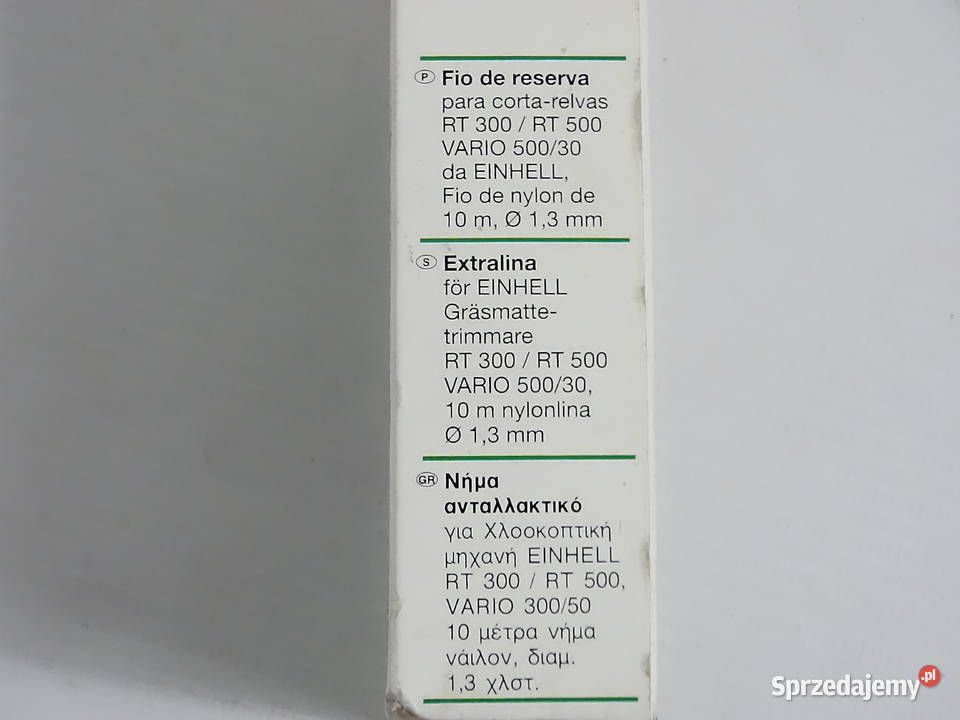 P Fio de reserva
para corta-relvas
RT 300 / RT 500
VARIO 500/30
da EINHELL,
Fio de nylon de
10 m, Ø 1,3 mm
S Extralina
för EINHELL
Gräsmatte-
trimmare
RT 300 / RT 500
VARIO 500/30,
10 m nylonlina
Ø 1,3 mm
GR Νήμα
ανταλλακτικό
για Χλοοκοπτική
μηχανή EINHELL
RT 300 / RT 500,
VARIO 300/50
10 μέτρα νήμα
νάιλον, διαμ.
1,3 χλστ.
Sprzedajemy.pl